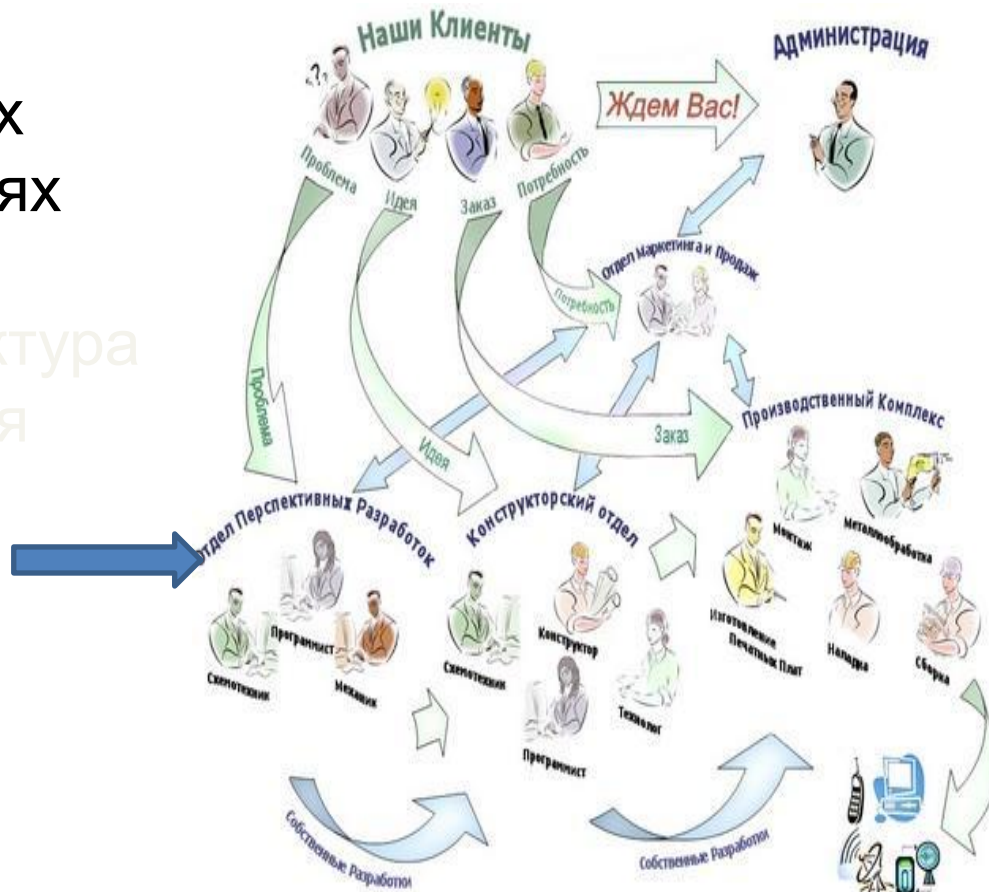 х
ях
ктура
я
Наши Клиенты
Администрация
Ждем Вас!
Проблема
Идея
Заказ
Потребность
Отдел Маркетинга и Продаж
Потребность
Проблема
Идея
Заказ
Производственный Комплекс
Отдел Перспективных Разработок
Конструкторский отдел
Монтаж
Металлообработка
Изготовление
Печатных Плат
Наладка
Сборка
Программист
Схемотехник
Механик
Схемотехник
Конструктор
Технолог
Программист
Собственные Разработки
Собственные Разработки